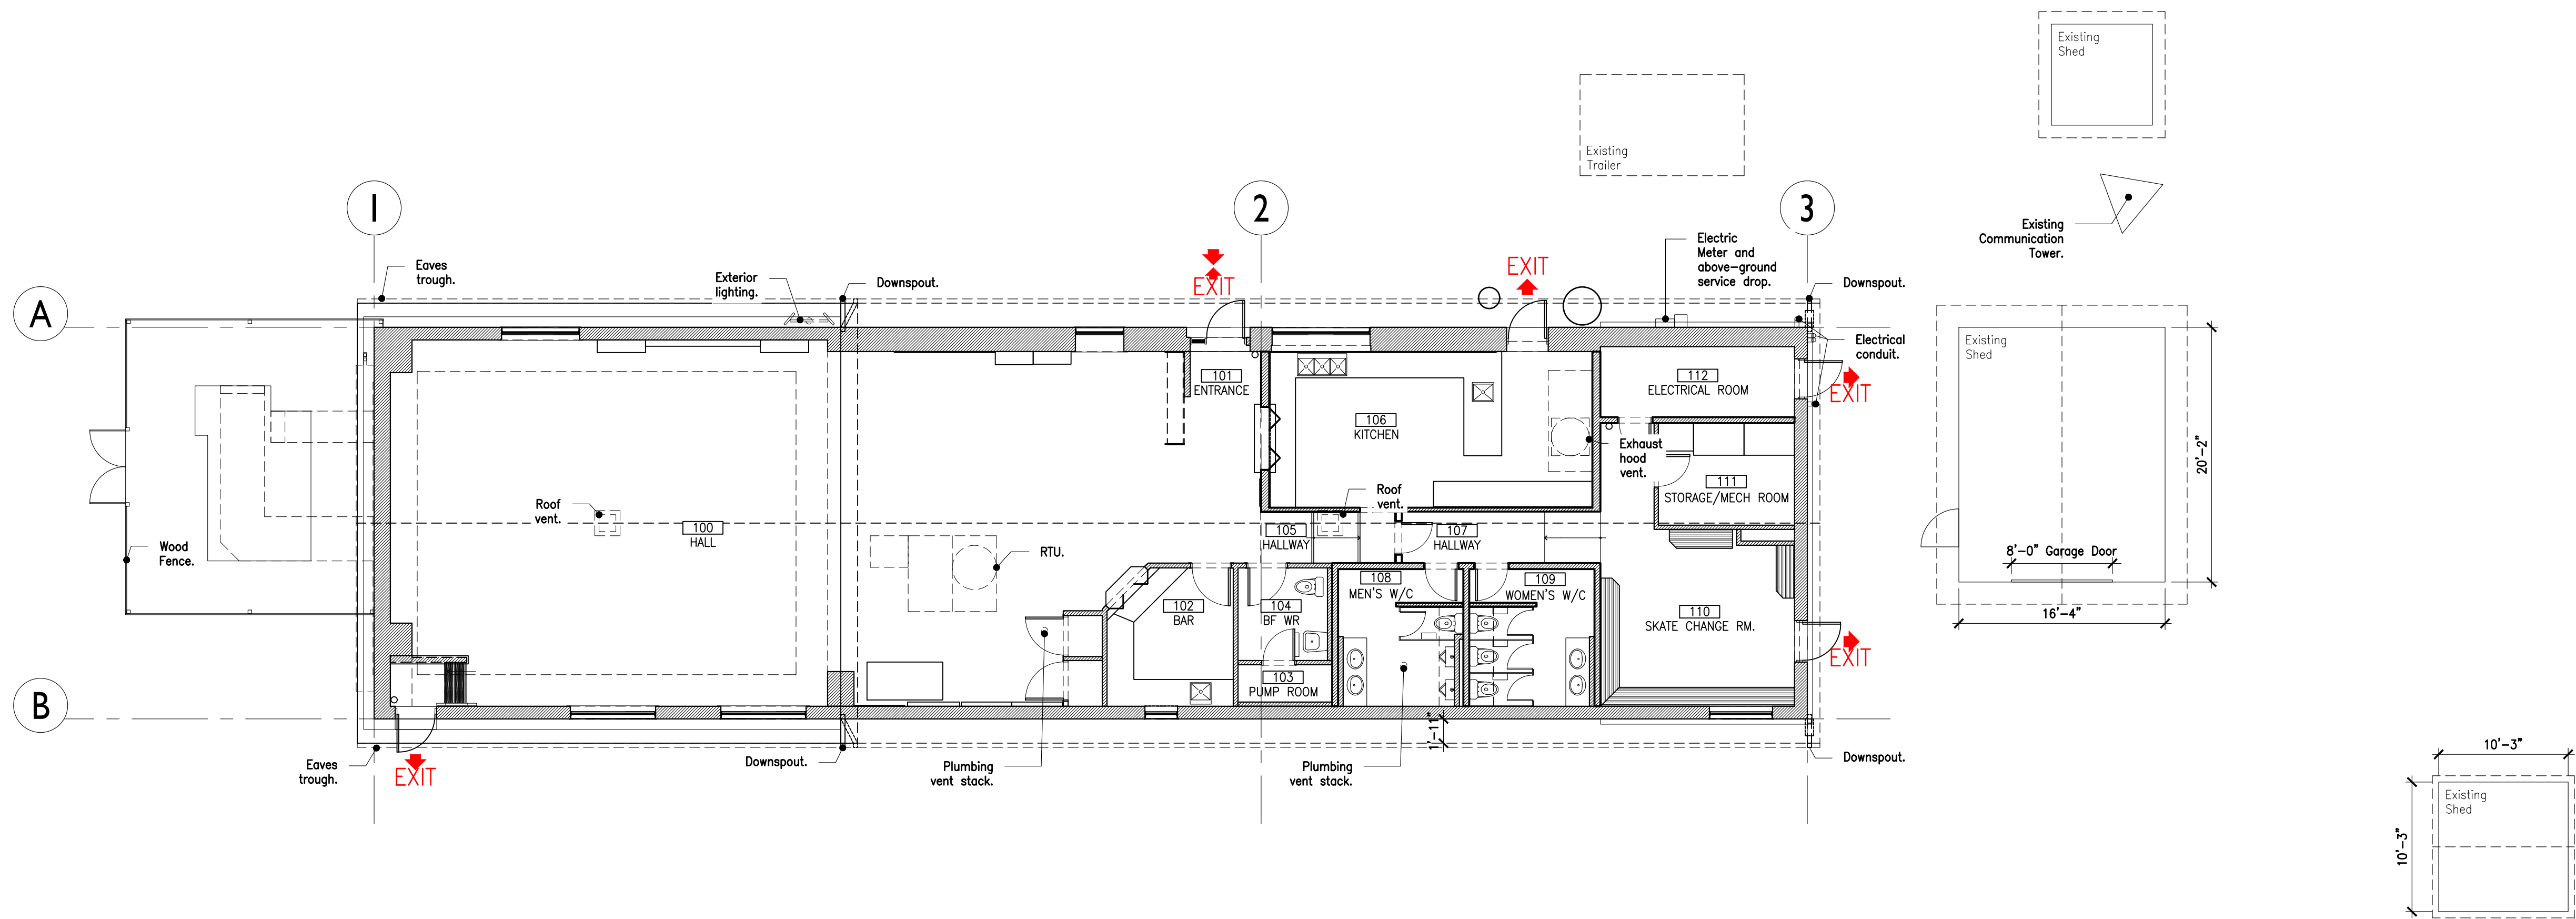 Existing
Shed
Existing
Trailer
1
2
3
Existing
Communication
Tower.
Electric
Meter and
above-ground
service drop.
Eaves
trough.
Exterior
lighting.
Downspout.
EXIT
EXIT
Downspout.
A
Electrical
conduit.
Existing
Shed
101
ENTRANCE
112
ELECTRICAL ROOM
EXIT
106
KITCHEN
Exhaust
hood
vent.
20'-2"
111
STORAGE/MECH ROOM
Roof
vent.
Roof
vent.
100
HALL
105
HALLWAY
107
HALLWAY
Wood
Fence.
RTU.
8'-0" Garage Door
108
MEN'S W/C
109
WOMEN'S W/C
102
BAR
104
BF WR
110
SKATE CHANGE RM.
16'-4"
EXIT
103
PUMP ROOM
B
1'-11"
Eaves
trough.
EXIT
Downspout.
Plumbing
vent stack.
Plumbing
vent stack.
Downspout.
10'-3"
Existing
Shed
10'-3"